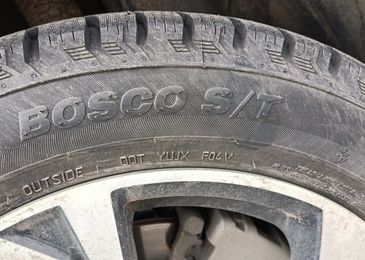 BOSCO S/T
OUTSIDE DOT YUJX F04V